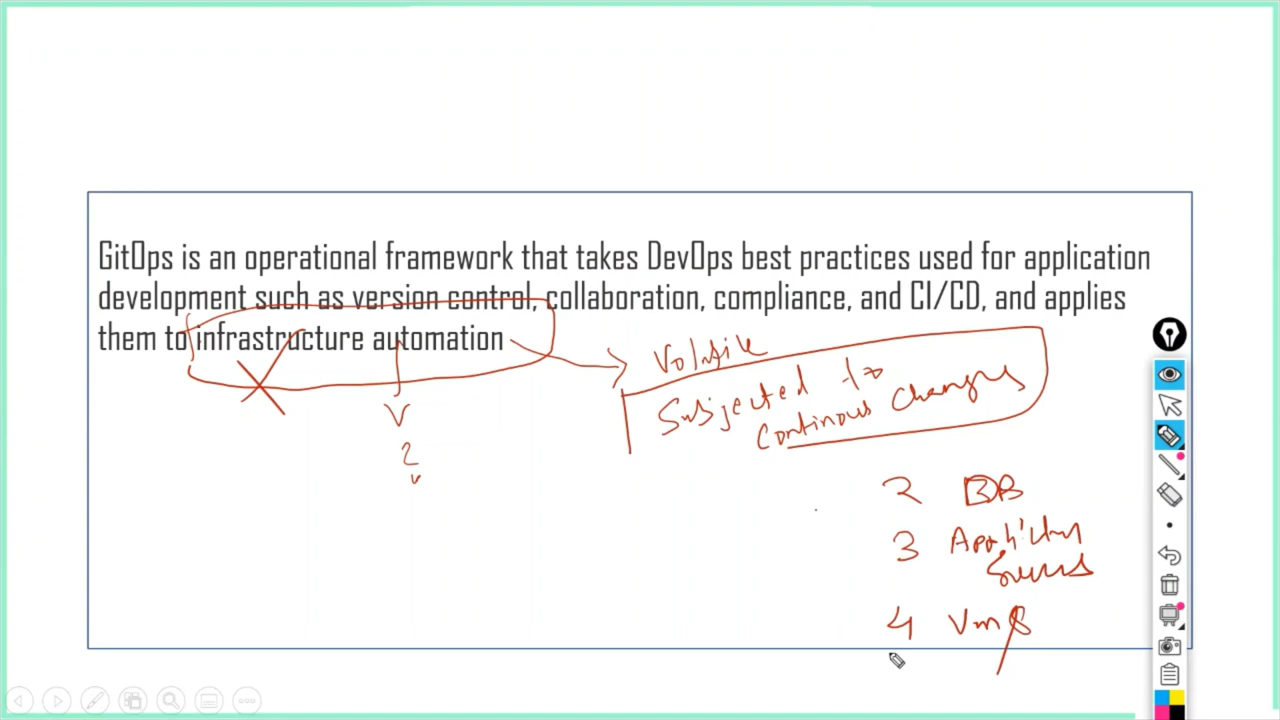 GitOps is an operational framework that takes DevOps best practices used for application
development such as version control, collaboration, compliance, and CI/CD, and applies
them to infrastructure automation
Volatile
Subjected to
Continous Changes
V
2
2 DB
3 Application
Servers
4 Vms